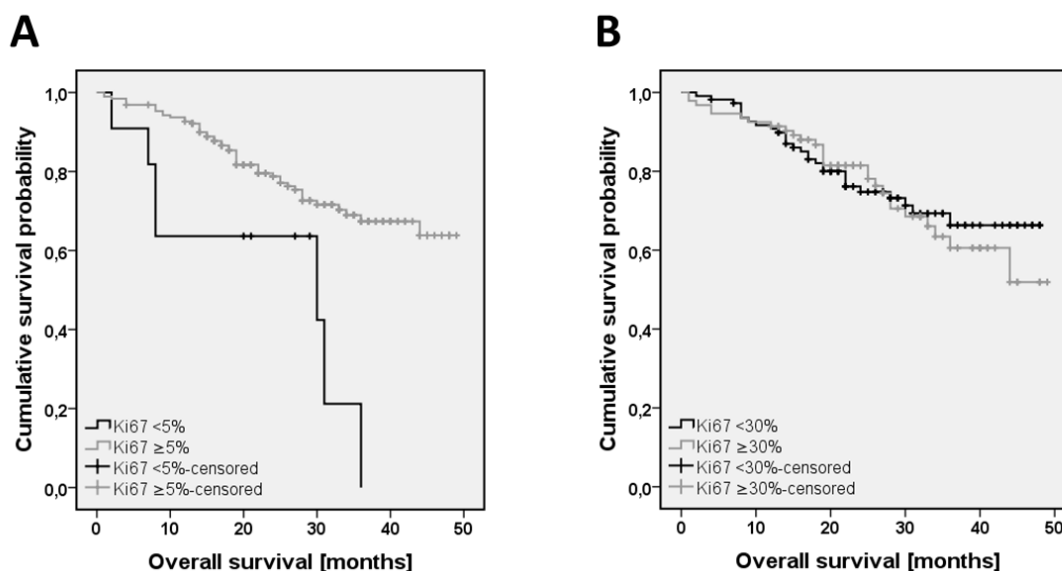 A
Cumulative survival probability
1,0
0,8
0,6
0,4
0,2
0,0
Ki67 <5%
Ki67 ≥5%
Ki67 <5%-censored
Ki67 ≥5%-censored
0 10 20 30 40 50
Overall survival [months]
B
Cumulative survival probability
1,0
0,8
0,6
0,4
0,2
0,0
Ki67 <30%
Ki67 ≥30%
Ki67 <30%-censored
Ki67 ≥30%-censored
0 10 20 30 40 50
Overall survival [months]